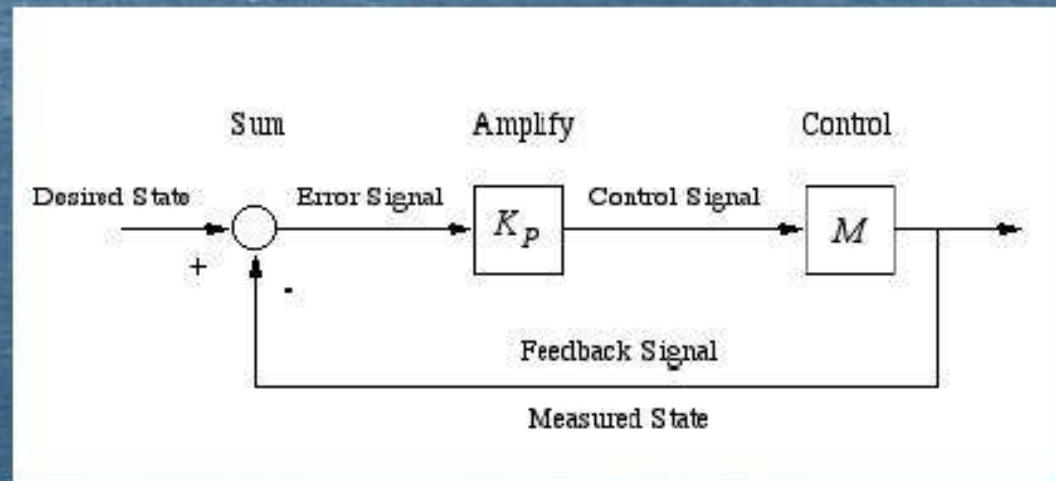 Sum
Amplify
Control
Desired State
Error Signal
Control Signal
K_P
M
+
-
Feedback Signal
Measured State